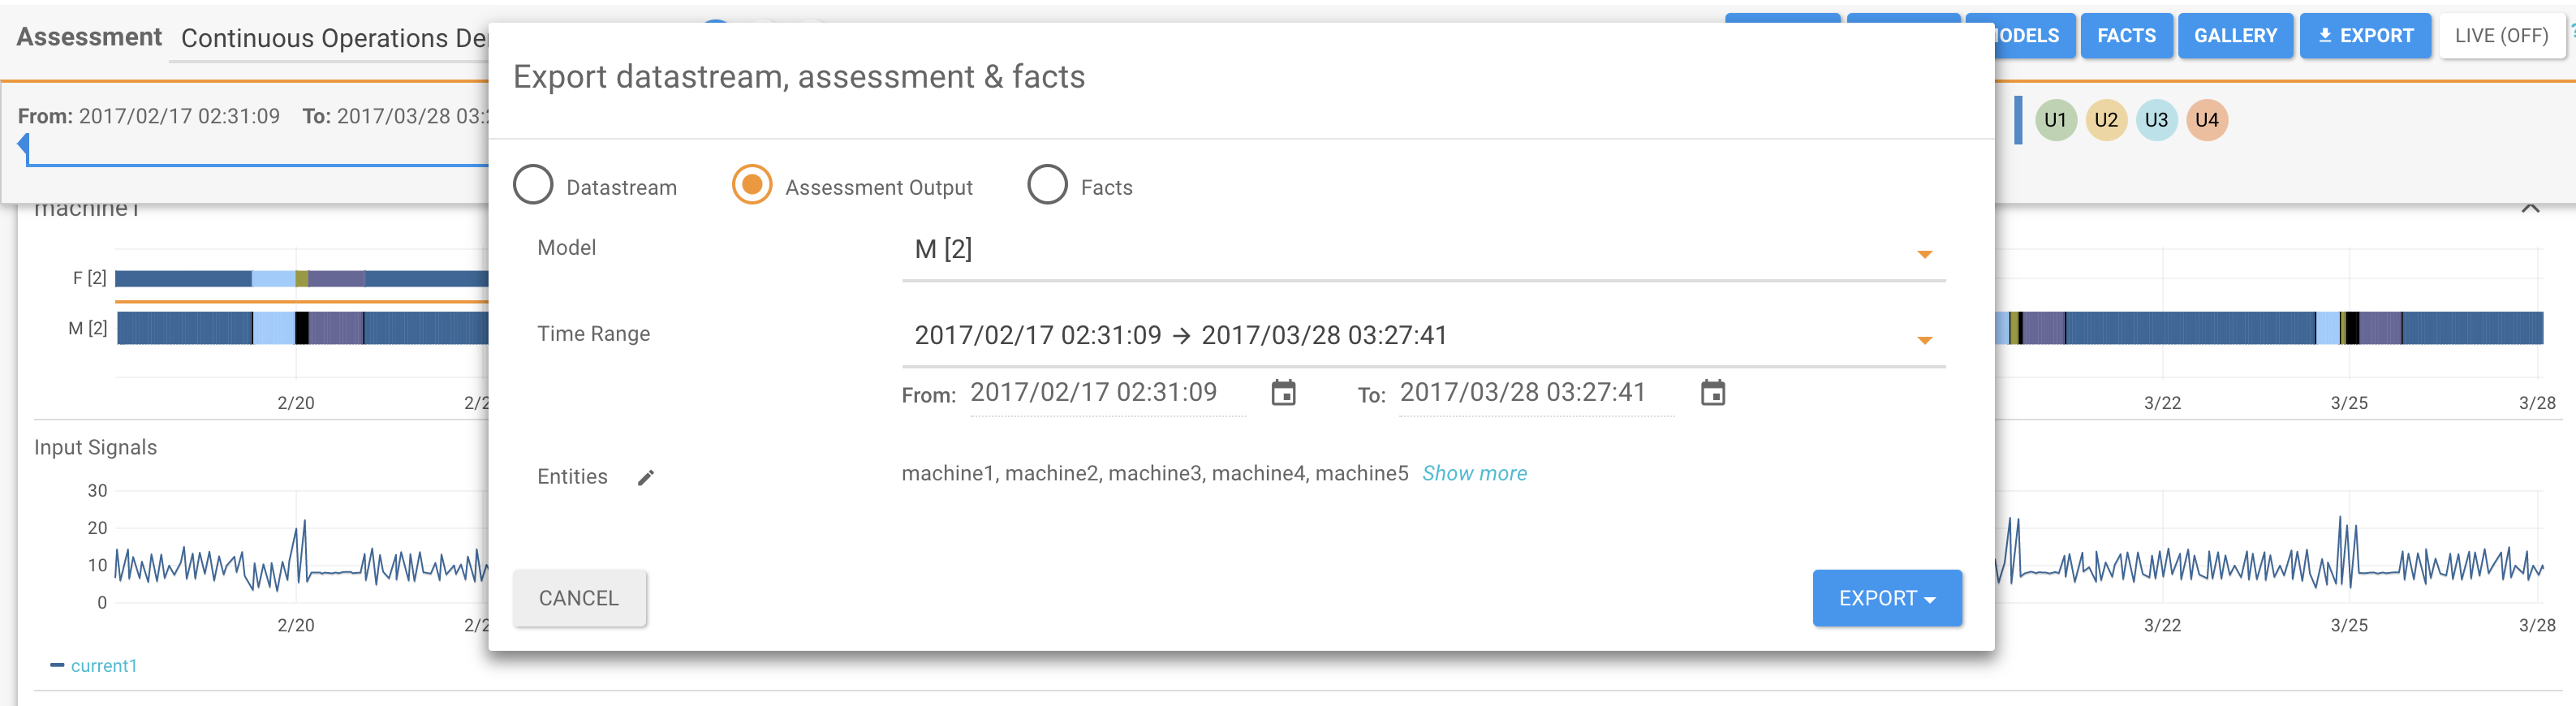 Assessment Continuous Operations
ODELS FACTS GALLERY EXPORT LIVE (OFF)
Export datastream, assessment & facts
From: 2017/02/17 02:31:09 To: 2017/03/28 03:
U1 U2 U3 U4
Datastream Assessment Output Facts
machine1
Model M [2]
F [2]
M [2]
Time Range 2017/02/17 02:31:09 → 2017/03/28 03:27:41
From: 2017/02/17 02:31:09 To: 2017/03/28 03:27:41
2/20 2/2 3/22 3/25 3/28
Input Signals
Entities machine1, machine2, machine3, machine4, machine5 Show more
30
20
10
0
CANCEL EXPORT
2/20 2/2 3/22 3/25 3/28
current1